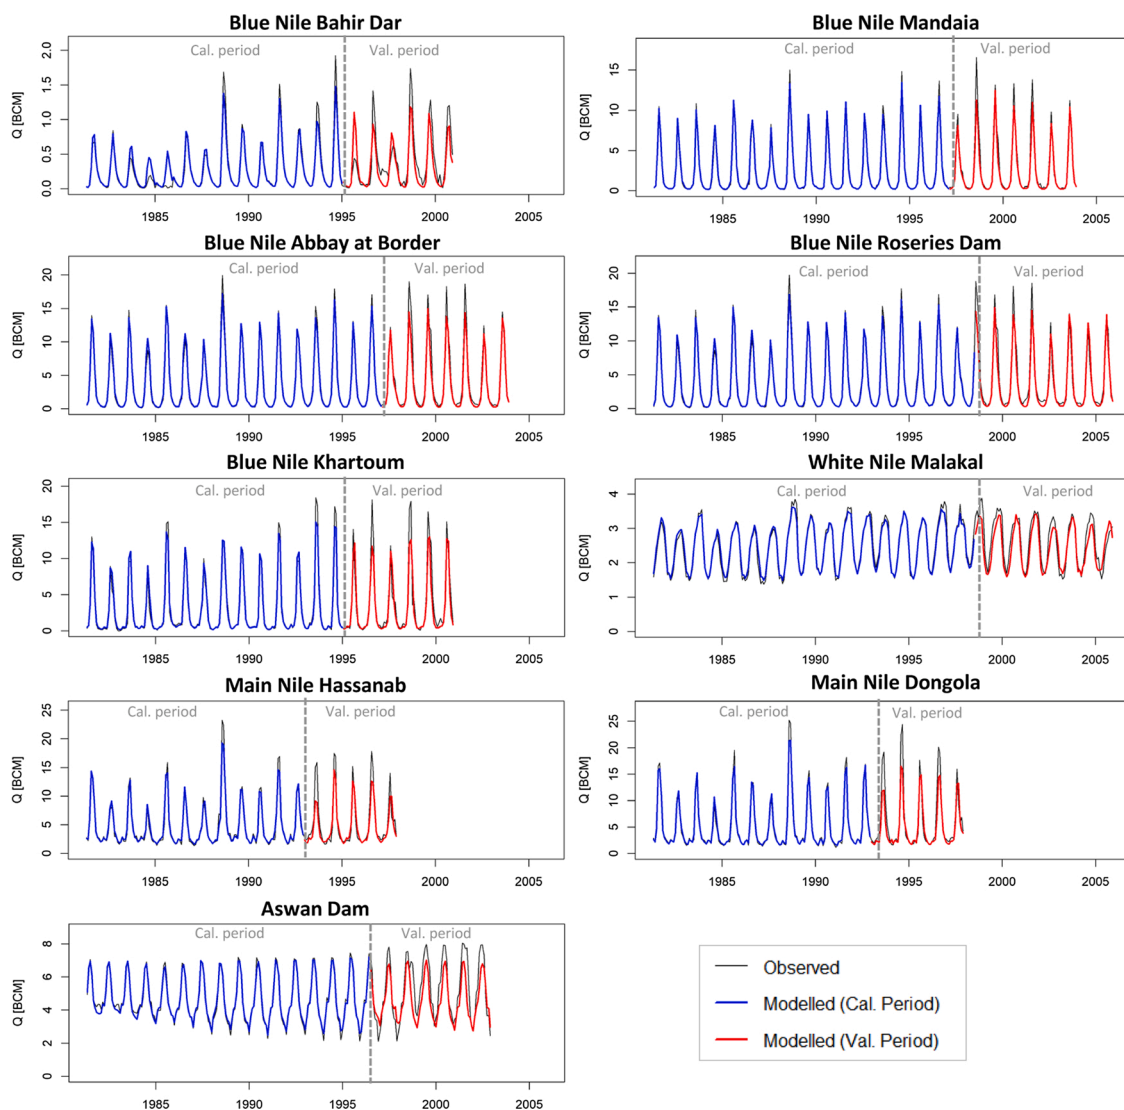 Blue Nile Bahir Dar
Cal. period Val. period
Q [BCM]
2.0
1.5
1.0
0.5
0.0
1985 1990 1995 2000 2005
Blue Nile Mandaia
Cal. period Val. period
Q [BCM]
15
10
5
0
1985 1990 1995 2000 2005
Blue Nile Abbay at Border
Cal. period Val. period
Q [BCM]
20
15
10
5
0
1985 1990 1995 2000 2005
Blue Nile Roseries Dam
Cal. period Val. period
Q [BCM]
20
15
10
5
0
1985 1990 1995 2000 2005
Blue Nile Khartoum
Cal. period Val. period
Q [BCM]
20
15
10
5
0
1985 1990 1995 2000 2005
White Nile Malakal
Cal. period Val. period
Q [BCM]
4
3
2
1
0
1985 1990 1995 2000 2005
Main Nile Hassanab
Cal. period Val. period
Q [BCM]
25
20
15
10
5
0
1985 1990 1995 2000 2005
Main Nile Dongola
Cal. period Val. period
Q [BCM]
25
20
15
10
5
0
1985 1990 1995 2000 2005
Aswan Dam
Cal. period Val. period
Q [BCM]
8
6
4
2
0
1985 1990 1995 2000 2005
Observed
Modelled (Cal. Period)
Modelled (Val. Period)